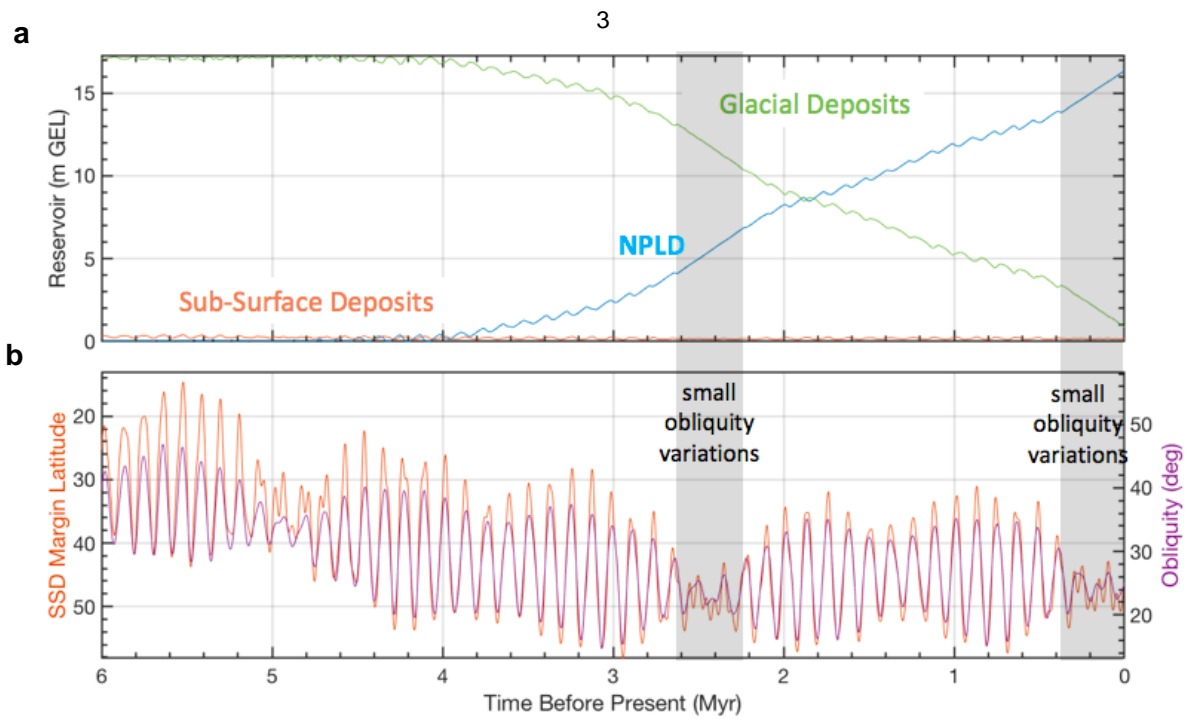 3
a
Reservoir (m GEL)
15
10
5
0
Glacial Deposits
NPLD
Sub-Surface Deposits
b
SSD Margin Latitude
20
30
40
50
small
obliquity
variations
small
obliquity
variations
50
40
30
20
Obliquity (deg)
6
5
4
3
2
1
0
Time Before Present (Myr)